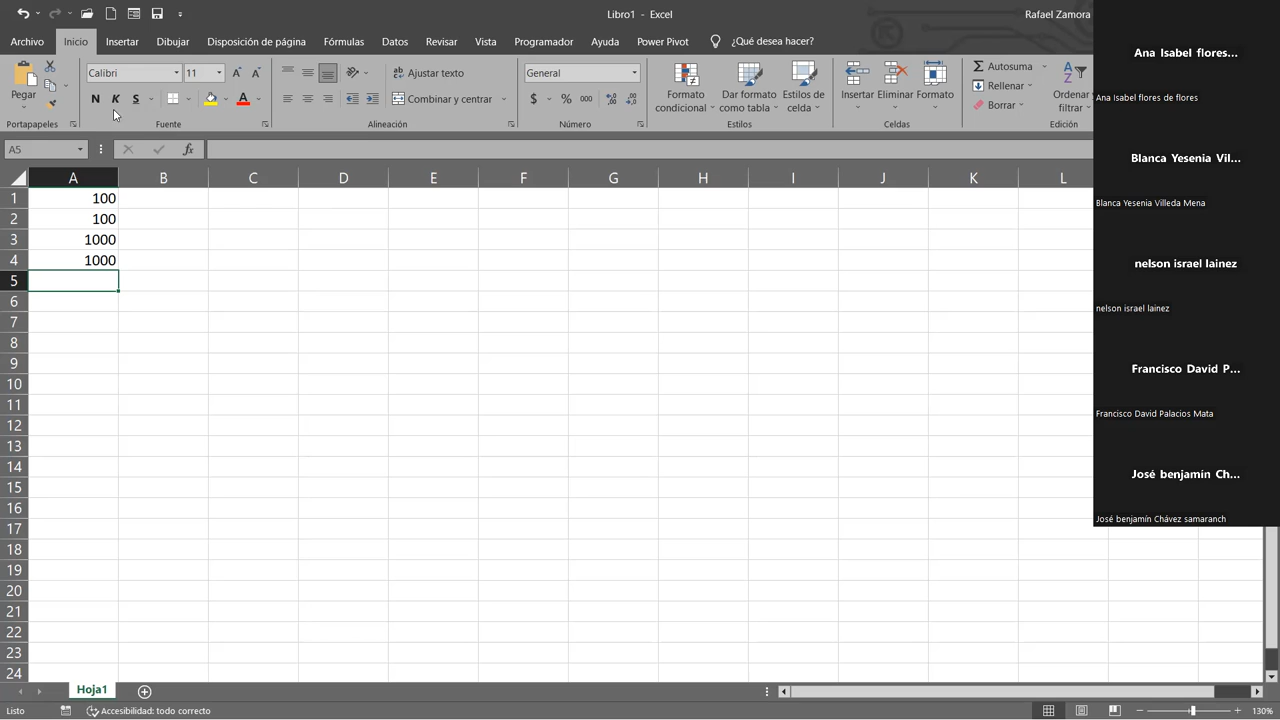 Libro1 - Excel
Rafael Zamora
Archivo Inicio Insertar Dibujar Disposición de página Fórmulas Datos Revisar Vista Programador Ayuda Power Pivot ¿Qué desea hacer?
Pegar
Calibri 11
N K S
Ajustar texto
Combinar y centrar
General
$ % 000
Formato condicional
Dar formato como tabla
Estilos de celda
Insertar Eliminar Formato
Autosuma
Rellenar
Borrar
Ordenar filtrar
Portapapeles Fuente Alineación Número Estilos Celdas Edición
A5 fx
A B C D E F G H I J K L
1 100
2 100
3 1000
4 1000
5
6
7
8
9
10
11
12
13
14
15
16
17
18
19
20
21
22
23
24
Hoja1
Listo Accesibilidad: todo correcto 130%
Ana Isabel flores...
Ana Isabel flores de flores
Blanca Yesenia Vil...
Blanca Yesenia Villeda Mena
nelson israel lainez
nelson israel lainez
Francisco David P...
Francisco David Palacios Mata
José benjamin Ch...
José benjamín Chávez samaranch